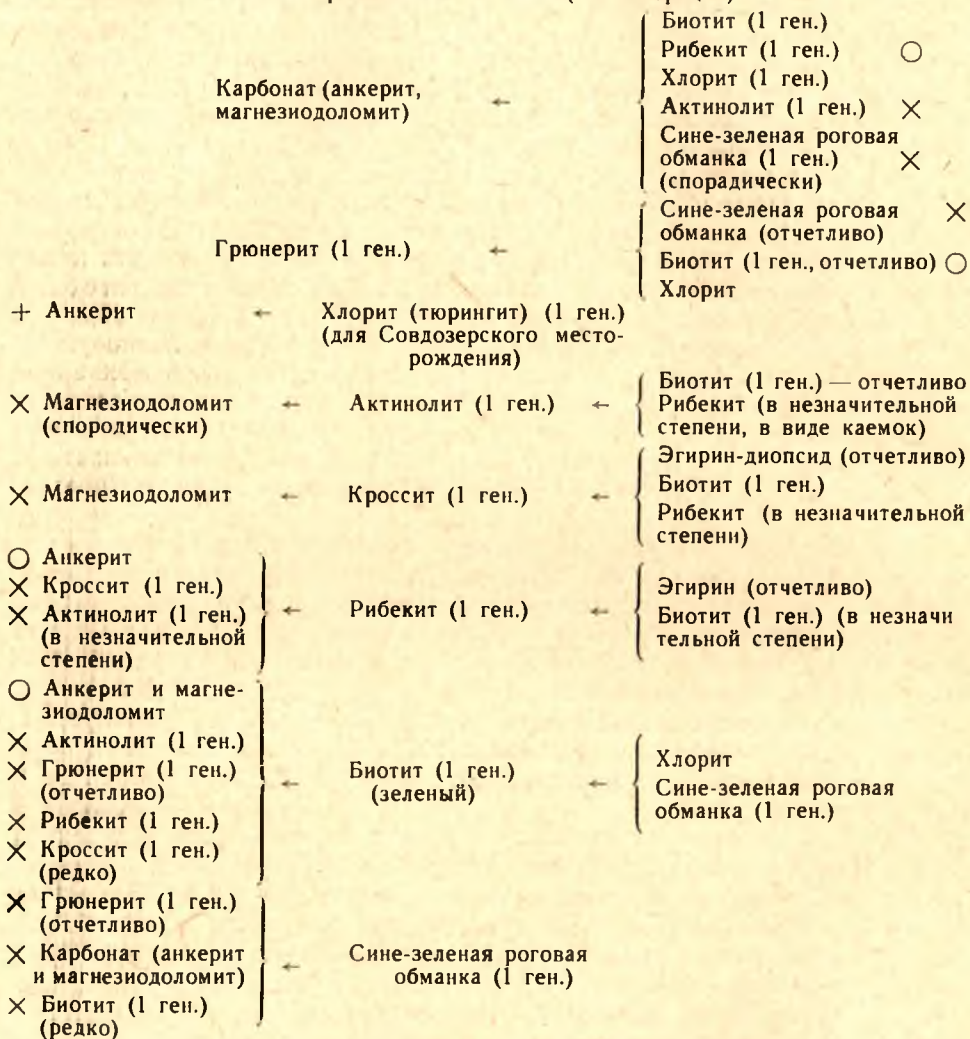 Биотит (1 ген.)
Рибекит (1 ген.) ○
Хлорит (1 ген.)
Карбонат (анкерит,
магнезиодоломит) ←
Актинолит (1 ген.) ×
Сине-зеленая роговая
обманка (1 ген.) ×
(спорадически)
Сине-зеленая роговая ×
обманка (отчетливо)
Грюнерит (1 ген.) ←
Биотит (1 ген., отчетливо) ○
Хлорит
+ Анкерит ← Хлорит (тюрингит) (1 ген.)
(для Совдозерского место-
рождения)
× Магнезиодоломит ← Актинолит (1 ген.) ←
(спородически)
Биотит (1 ген.) — отчетливо
Рибекит (в незначительной
степени, в виде каемок)
× Магнезиодоломит ← Кроссит (1 ген.) ←
Эгирин-диопсид (отчетливо)
Биотит (1 ген.)
Рибекит (в незначительной
степени)
○ Анкерит
× Кроссит (1 ген.)
× Актинолит (1 ген.)
(в незначительной
степени)
← Рибекит (1 ген.) ←
Эгирин (отчетливо)
Биотит (1 ген.) (в незначи
тельной степени)
○ Анкерит и магне-
зиодоломит
× Актинолит (1 ген.)
× Грюнерит (1 ген.)
(отчетливо)
× Рибекит (1 ген.)
× Кроссит (1 ген.)
(редко)
← Биотит (1 ген.) ←
(зеленый)
Хлорит
Сине-зеленая роговая
обманка (1 ген.)
× Грюнерит (1 ген.)
(отчетливо)
× Карбонат (анкерит
и магнезиодоломит)
× Биотит (1 ген.)
(редко)
← Сине-зеленая роговая
обманка (1 ген.)